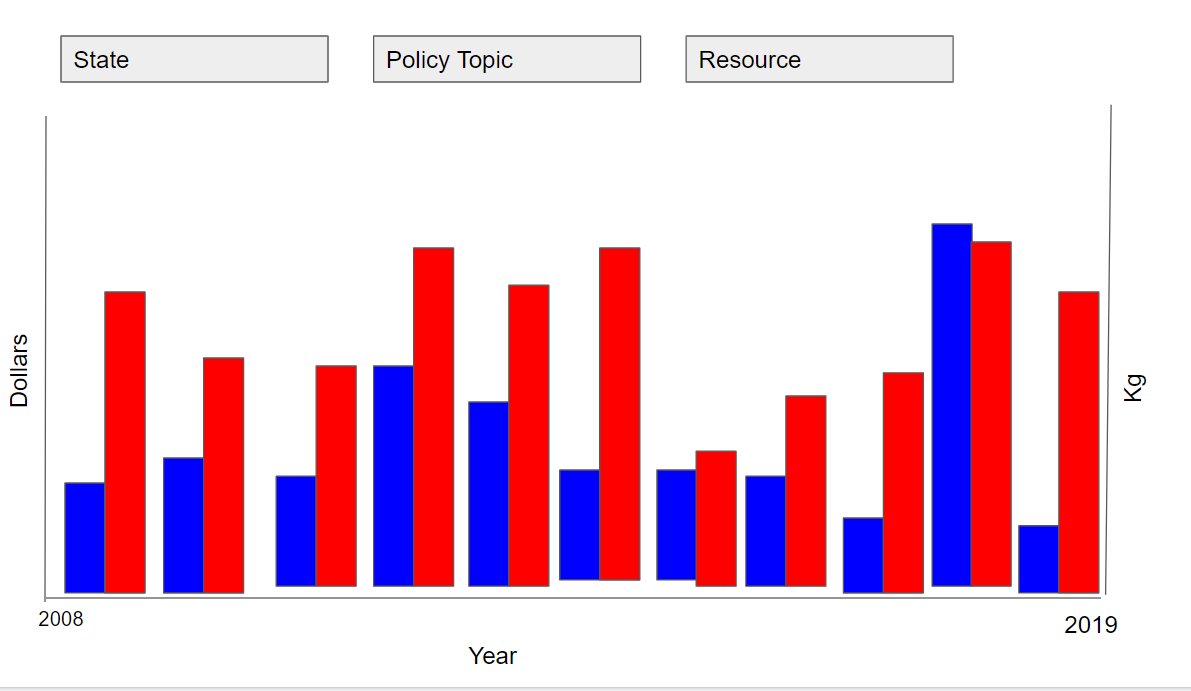 State
Policy Topic
Resource
Dollars
Kg
2008
2019
Year